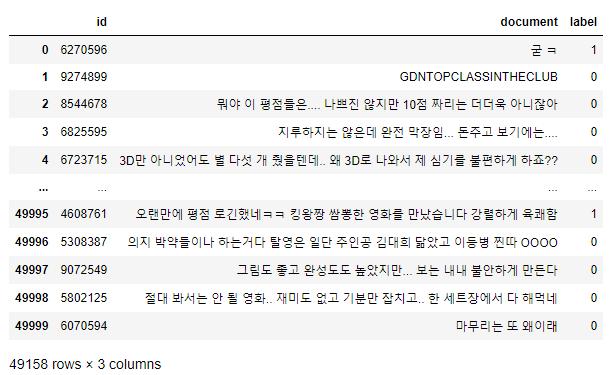 id document label
0 6270596 굳 ㅋ 1
1 9274899 GDNTOPCLASSINTHECLUB 0
2 8544678 뭐야 이 평점들은.... 나쁘진 않지만 10점 짜리는 더더욱 아니잖아 0
3 6825595 지루하지는 않은데 완전 막장임... 돈주고 보기에는.... 0
4 6723715 3D만 아니었어도 별 다섯 개 줬을텐데.. 왜 3D로 나와서 제 심기를 불편하게 하죠?? 0
... ... ... ...
49995 4608761 오랜만에 평점 로긴했네ㅋㅋ 킹왕짱 쌈뽕한 영화를 만났습니다 강렬하게 육쾌함 1
49996 5308387 의지 박약들이나 하는거다 탈영은 일단 주인공 김대희 닮았고 이등병 찐따 OOOO 0
49997 9072549 그림도 좋고 완성도도 높았지만... 보는 내내 불안하게 만든다 0
49998 5802125 절대 봐서는 안 될 영화.. 재미도 없고 기분만 잡치고.. 한 세트장에서 다 해먹네 0
49999 6070594 마무리는 또 왜이래 0
49158 rows × 3 columns